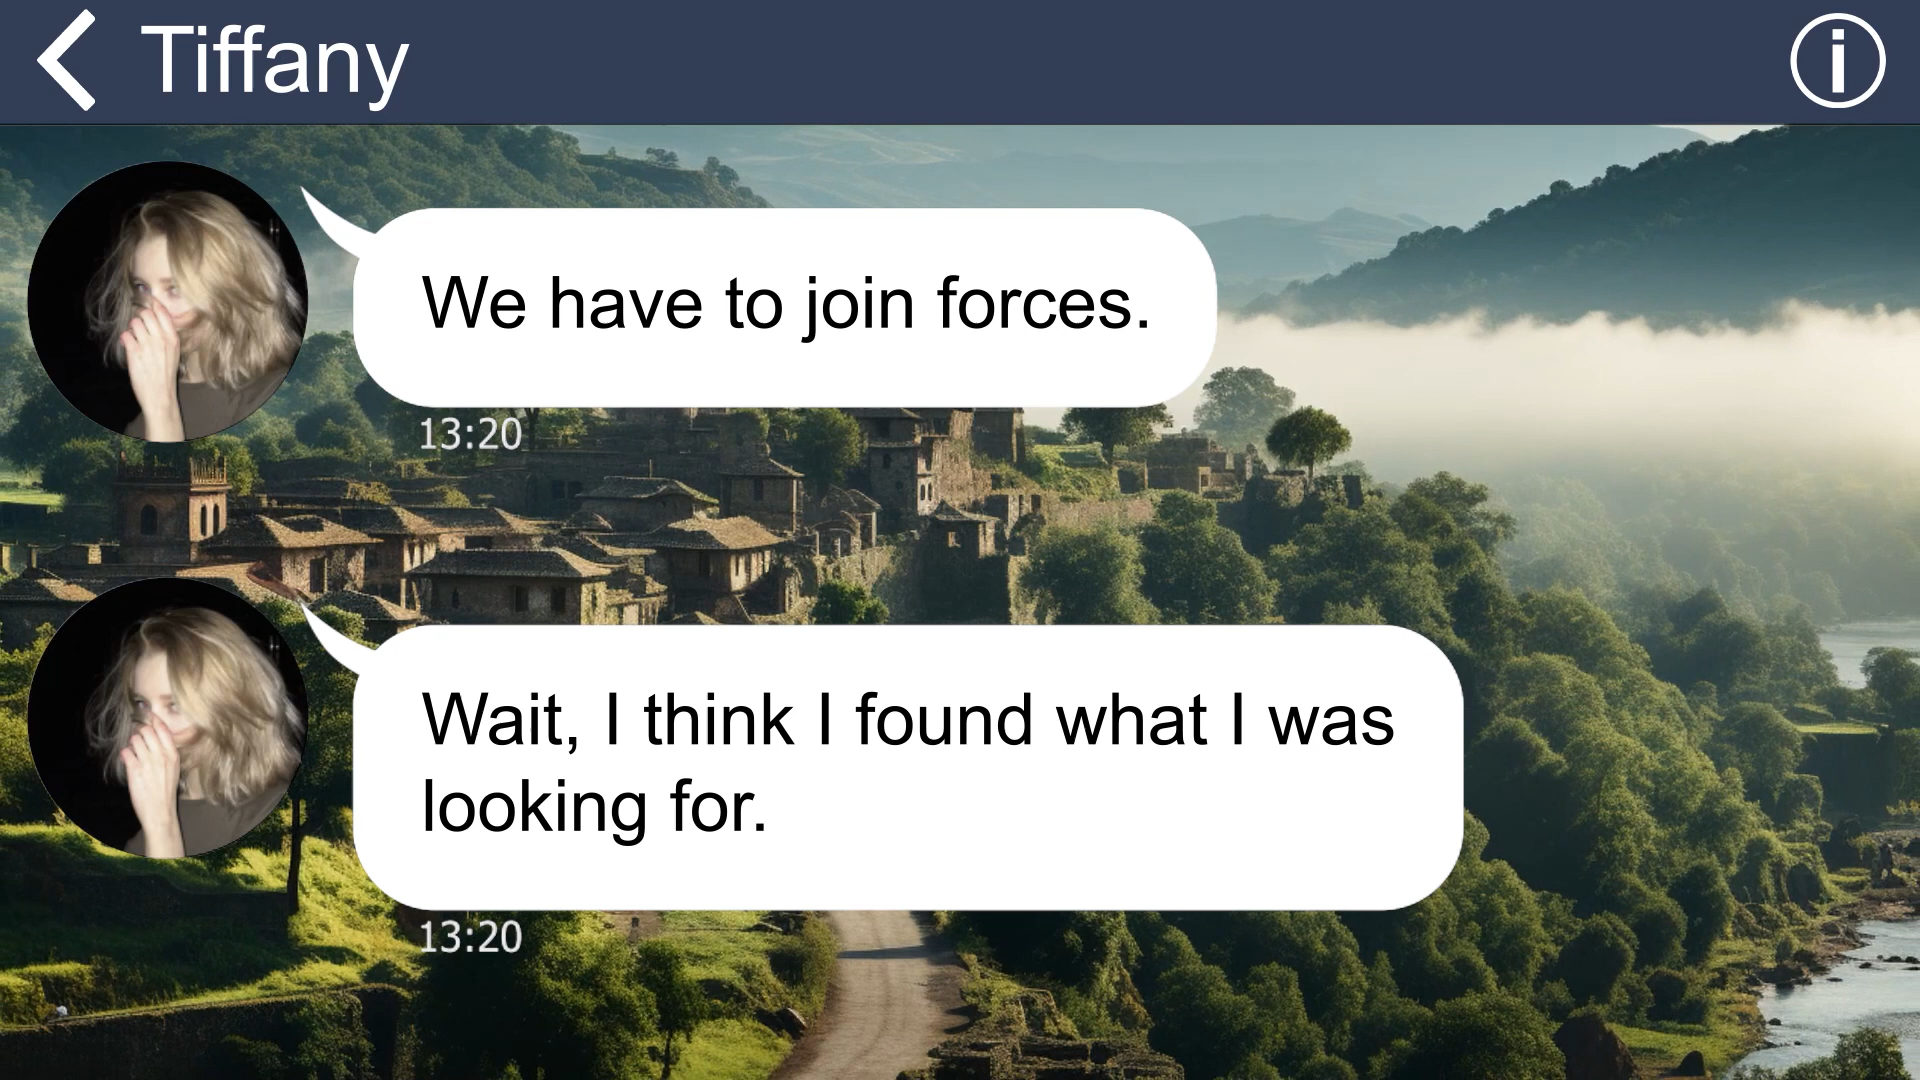 Tiffany
We have to join forces.
13:20
Wait, I think I found what I was
looking for.
13:20